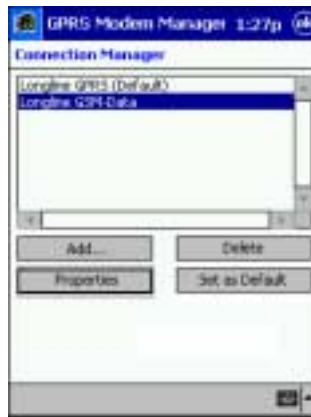 GPRS Modem Manager 1:27p ok
Connection Manager
Longline GPRS (Default)
Longline GSM-Data
Add... Delete
Properties Set as Default